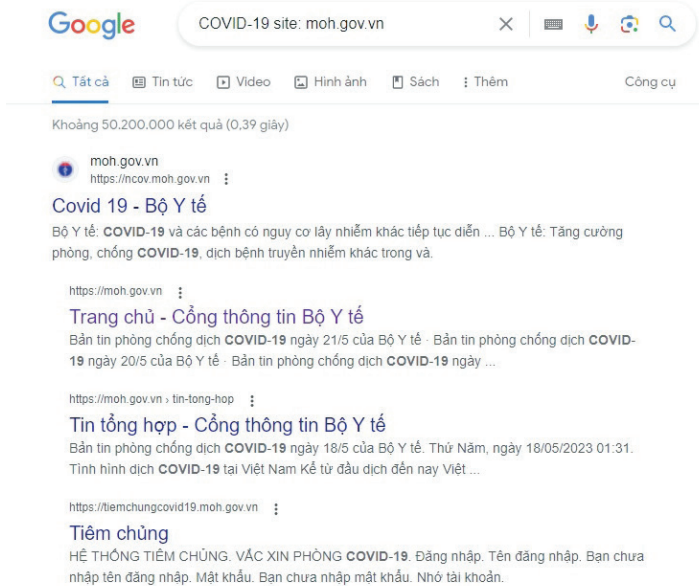 Google
COVID-19 site: moh.gov.vn
Tất cả Tin tức Video Hình ảnh Sách Thêm Công cụ
Khoảng 50.200.000 kết quả (0,39 giây)
moh.gov.vn
https://ncov.moh.gov.vn
Covid 19 - Bộ Y tế
Bộ Y tế: COVID-19 và các bệnh có nguy cơ lây nhiễm khác tiếp tục diễn ... Bộ Y tế: Tăng cường
phòng, chống COVID-19, dịch bệnh truyền nhiễm khác trong và.
https://moh.gov.vn
Trang chủ - Cổng thông tin Bộ Y tế
Bản tin phòng chống dịch COVID-19 ngày 21/5 của Bộ Y tế · Bản tin phòng chống dịch COVID-
19 ngày 20/5 của Bộ Y tế · Bản tin phòng chống dịch COVID-19 ngày ...
https://moh.gov.vn › tin-tong-hop
Tin tổng hợp - Cổng thông tin Bộ Y tế
Bản tin phòng chống dịch COVID-19 ngày 18/5 của Bộ Y tế. Thứ Năm, ngày 18/05/2023 01:31.
Tình hình dịch COVID-19 tại Việt Nam Kể từ đầu dịch đến nay Việt ...
https://tiemchungcovid19.moh.gov.vn
Tiêm chủng
HỆ THỐNG TIÊM CHỦNG. VẮC XIN PHÒNG COVID-19. Đăng nhập. Tên đăng nhập. Bạn chưa
nhập tên đăng nhập. Mật khẩu. Bạn chưa nhập mật khẩu. Nhớ tài khoản.